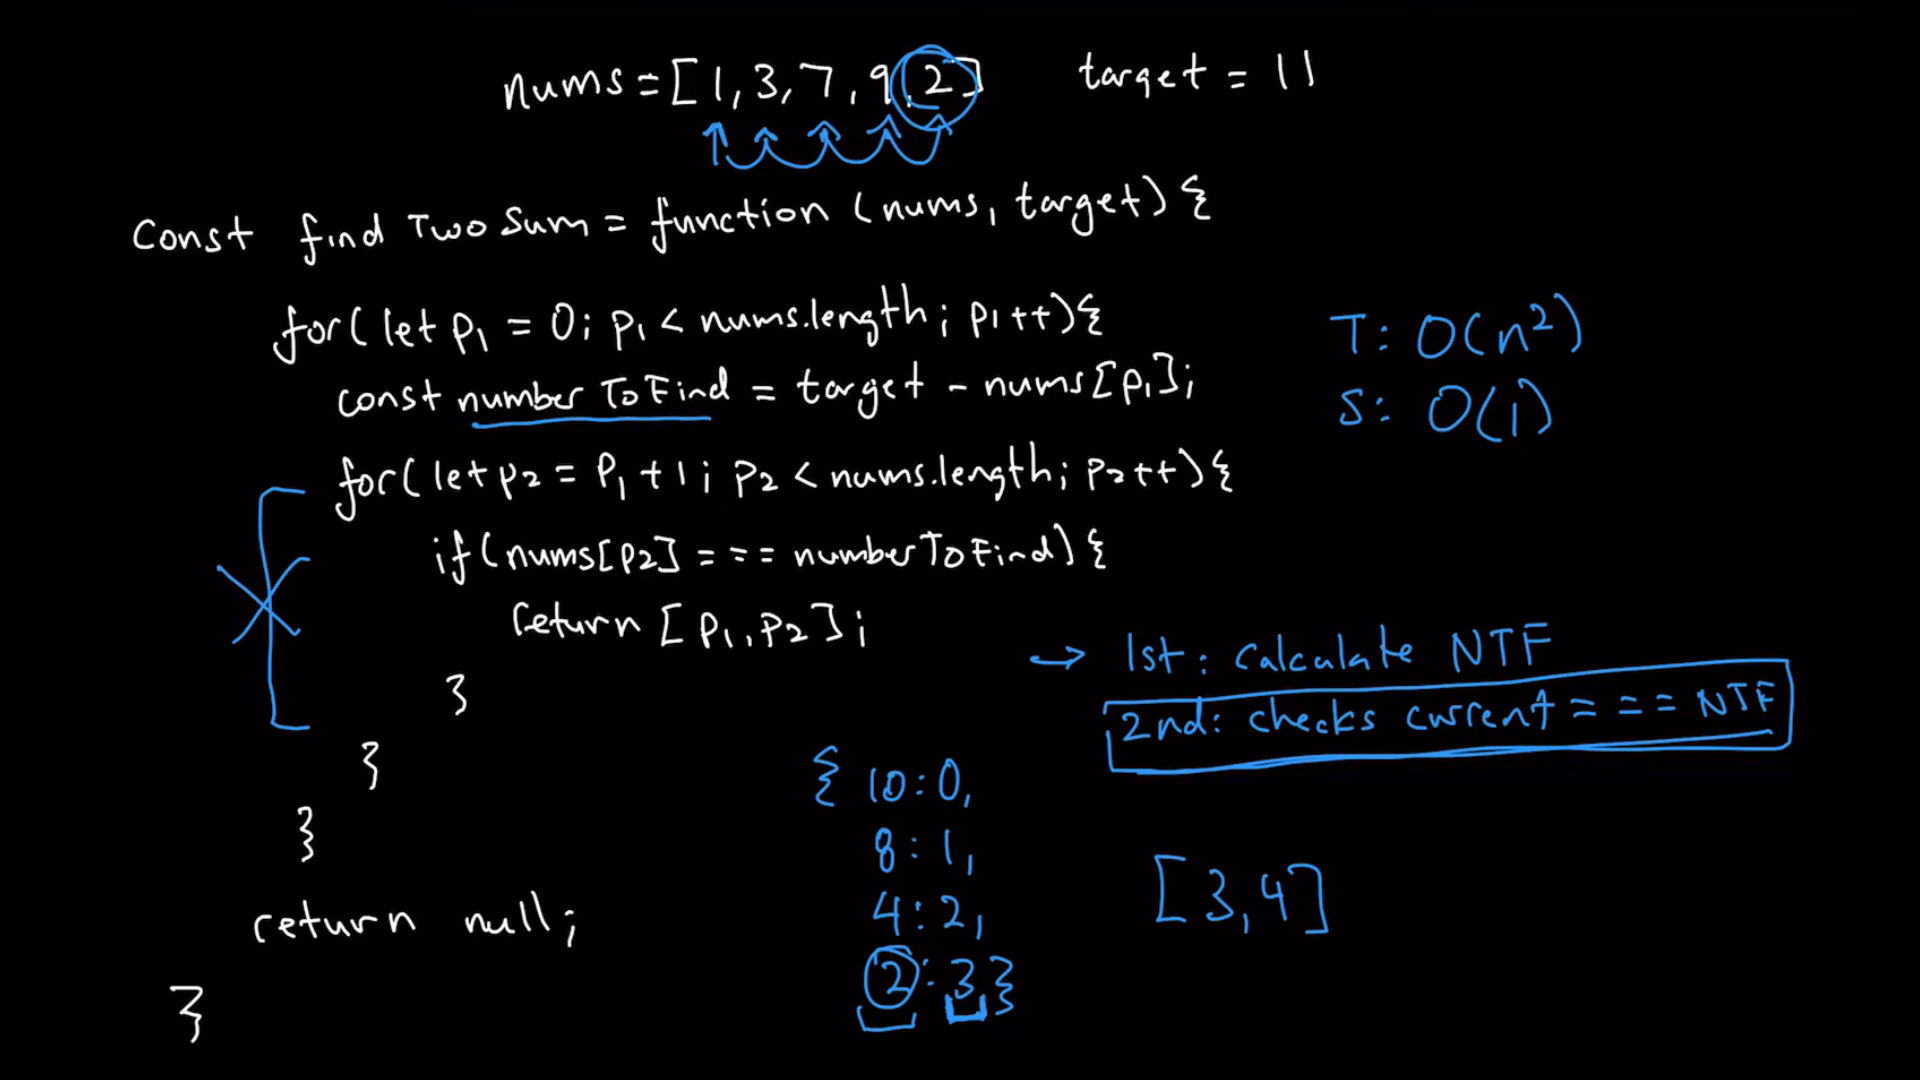 nums = [1, 3, 7, 9, 2] target = 11
const findTwoSum = function (nums, target) {
for(let p1 = 0; p1 < nums.length; p1++){
const numberToFind = target - nums[p1];
for(let p2 = p1 + 1; p2 < nums.length; p2++){
if(nums[p2] === numberToFind){
return [p1, p2];
}
}
}
return null;
}
T: O(n²)
S: O(1)
→ 1st: calculate NTF
2nd: checks current === NTF
{ 10:0,
8:1,
4:2,
2:3}
[3,4]